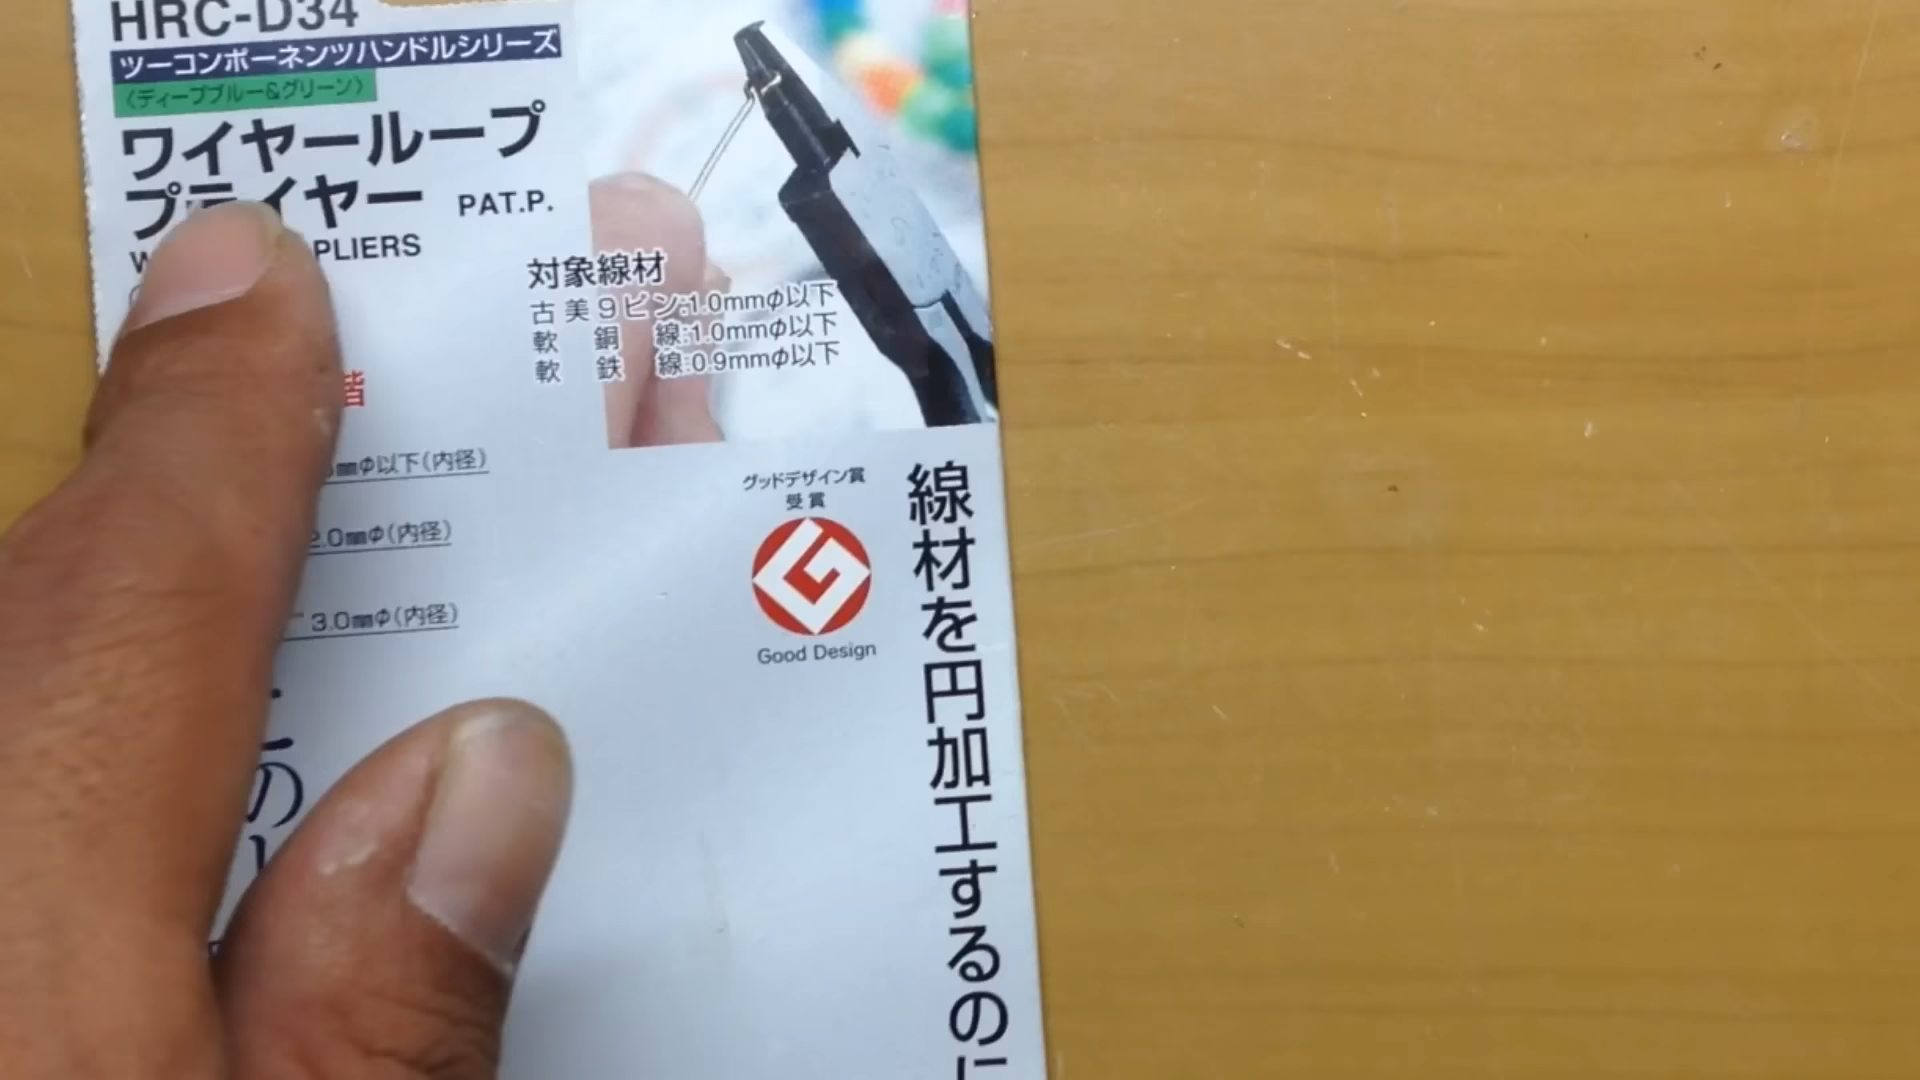 HRC-D34
ツーコンポーネンツハンドルシリーズ
(ディープブルー&グリーン)
ワイヤーループ
プライヤー PAT.P.
PLIERS
対象線材
古美9ピン:1.0mmφ以下
軟銅線:1.0mmφ以下
軟鉄線:0.9mmφ以下
階
mmφ以下(内径)
2.0mmφ(内径)
3.0mmφ(内径)
グッドデザイン賞
受賞
Good Design
線材を円加工するのに